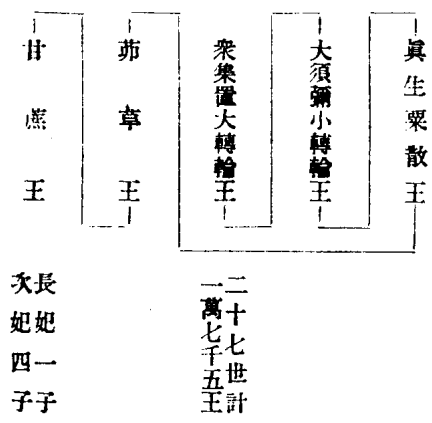 眞生粟散王
大須彌小轉輪王
衆集置大轉輪王
茆草王
甘蔗王
二十七世計
一萬七千五王
長妃一子
次妃四子